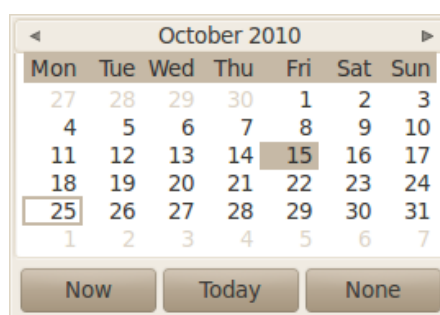 October 2010
Mon Tue Wed Thu Fri Sat Sun
27 28 29 30 1 2 3
4 5 6 7 8 9 10
11 12 13 14 15 16 17
18 19 20 21 22 23 24
25 26 27 28 29 30 31
1 2 3 4 5 6 7
Now Today None